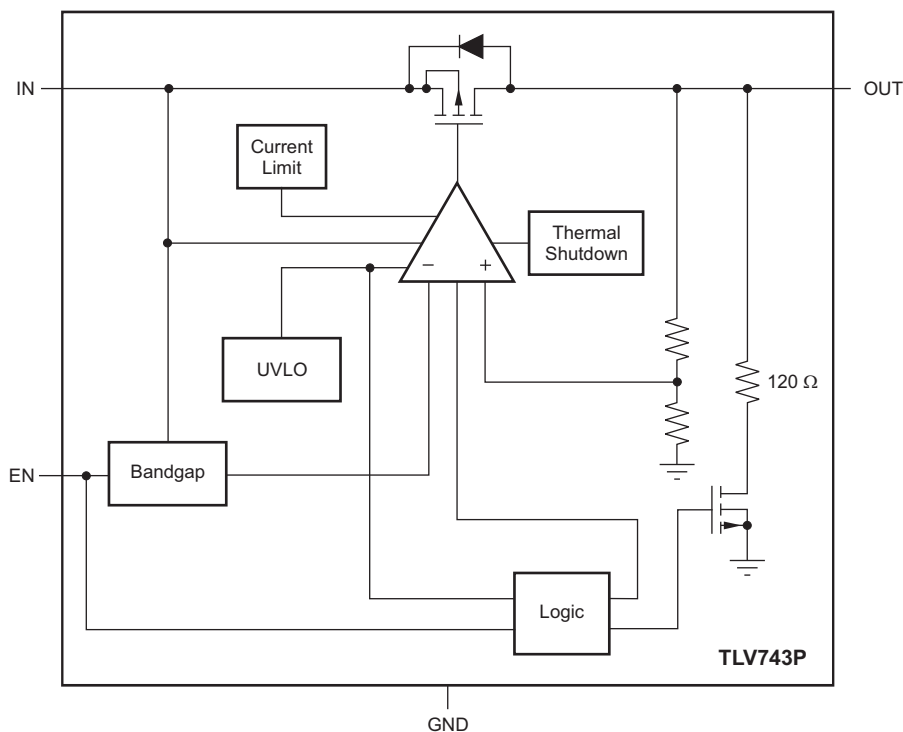 IN
OUT
Current
Limit
Thermal
Shutdown
−
+
UVLO
120 Ω
EN
Bandgap
Logic
TLV743P
GND